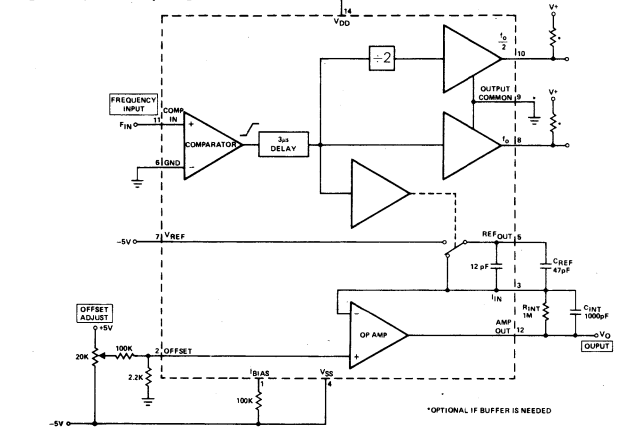 14
VDD
V+
*
fo
2
10
÷2
OUTPUT
COMMON
9
*
V+
*
FREQUENCY
INPUT
COMP
IN
11
FIN
+
COMPARATOR
3μs
DELAY
fo
8
6
GND
-
-5V
7
VREF
REFOUT
5
12 pF
CREF
47pF
IIN
3
RINT
1M
CINT
1000pF
OFFSET
ADJUST
+5V
-
AMP
OUT
12
VO
OUPUT
OP AMP
20K
100K
2
OFFSET
+
2.2K
IBIAS
1
VSS
4
100K
*OPTIONAL IF BUFFER IS NEEDED
-5V